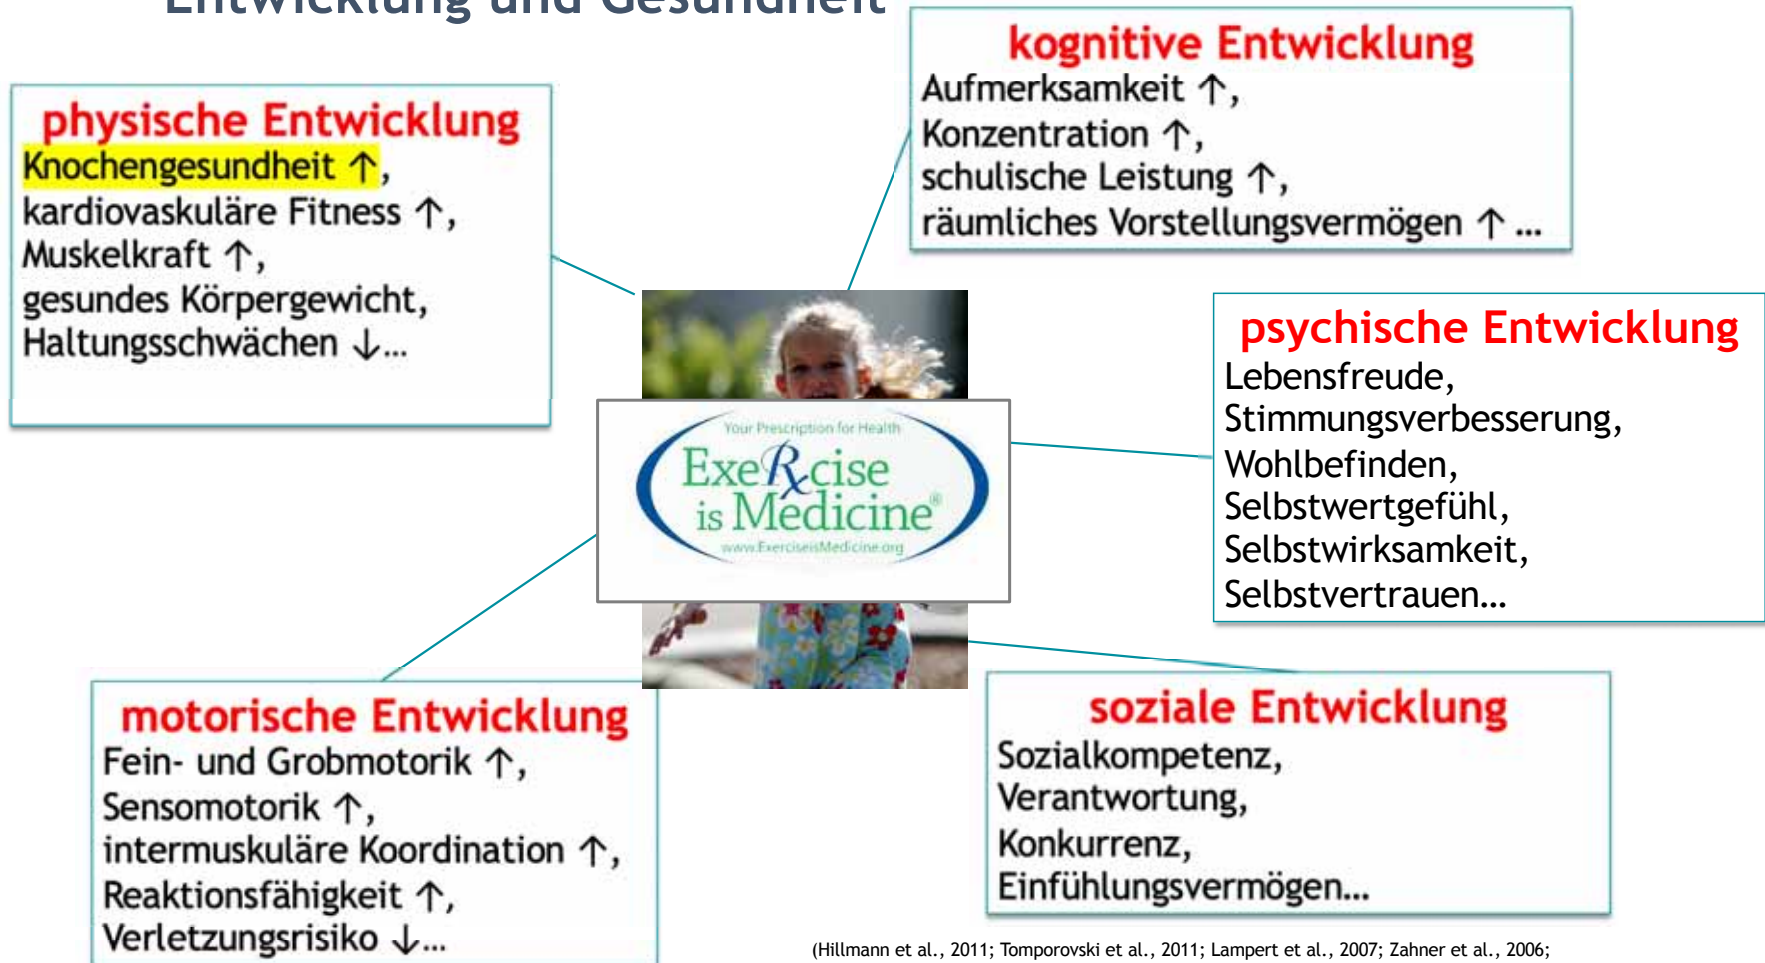 Entwicklung und Gesundheit
kognitive Entwicklung
Aufmerksamkeit ↑,
Konzentration ↑,
schulische Leistung ↑,
räumliches Vorstellungsvermögen ↑ ...
physische Entwicklung
Knochengesundheit ↑,
kardiovaskuläre Fitness ↑,
Muskelkraft ↑,
gesundes Körpergewicht,
Haltungsschwächen ↓...
psychische Entwicklung
Lebensfreude,
Stimmungsverbesserung,
Wohlbefinden,
Selbstwertgefühl,
Selbstwirksamkeit,
Selbstvertrauen...
Your Prescription for Health
ExeRxcise
is Medicine®
www.ExerciseisMedicine.org
motorische Entwicklung
Fein- und Grobmotorik ↑,
Sensomotorik ↑,
intermuskuläre Koordination ↑,
Reaktionsfähigkeit ↑,
Verletzungsrisiko ↓...
soziale Entwicklung
Sozialkompetenz,
Verantwortung,
Konkurrenz,
Einfühlungsvermögen...
(Hillmann et al., 2011; Tomporovski et al., 2011; Lampert et al., 2007; Zahner et al., 2006;